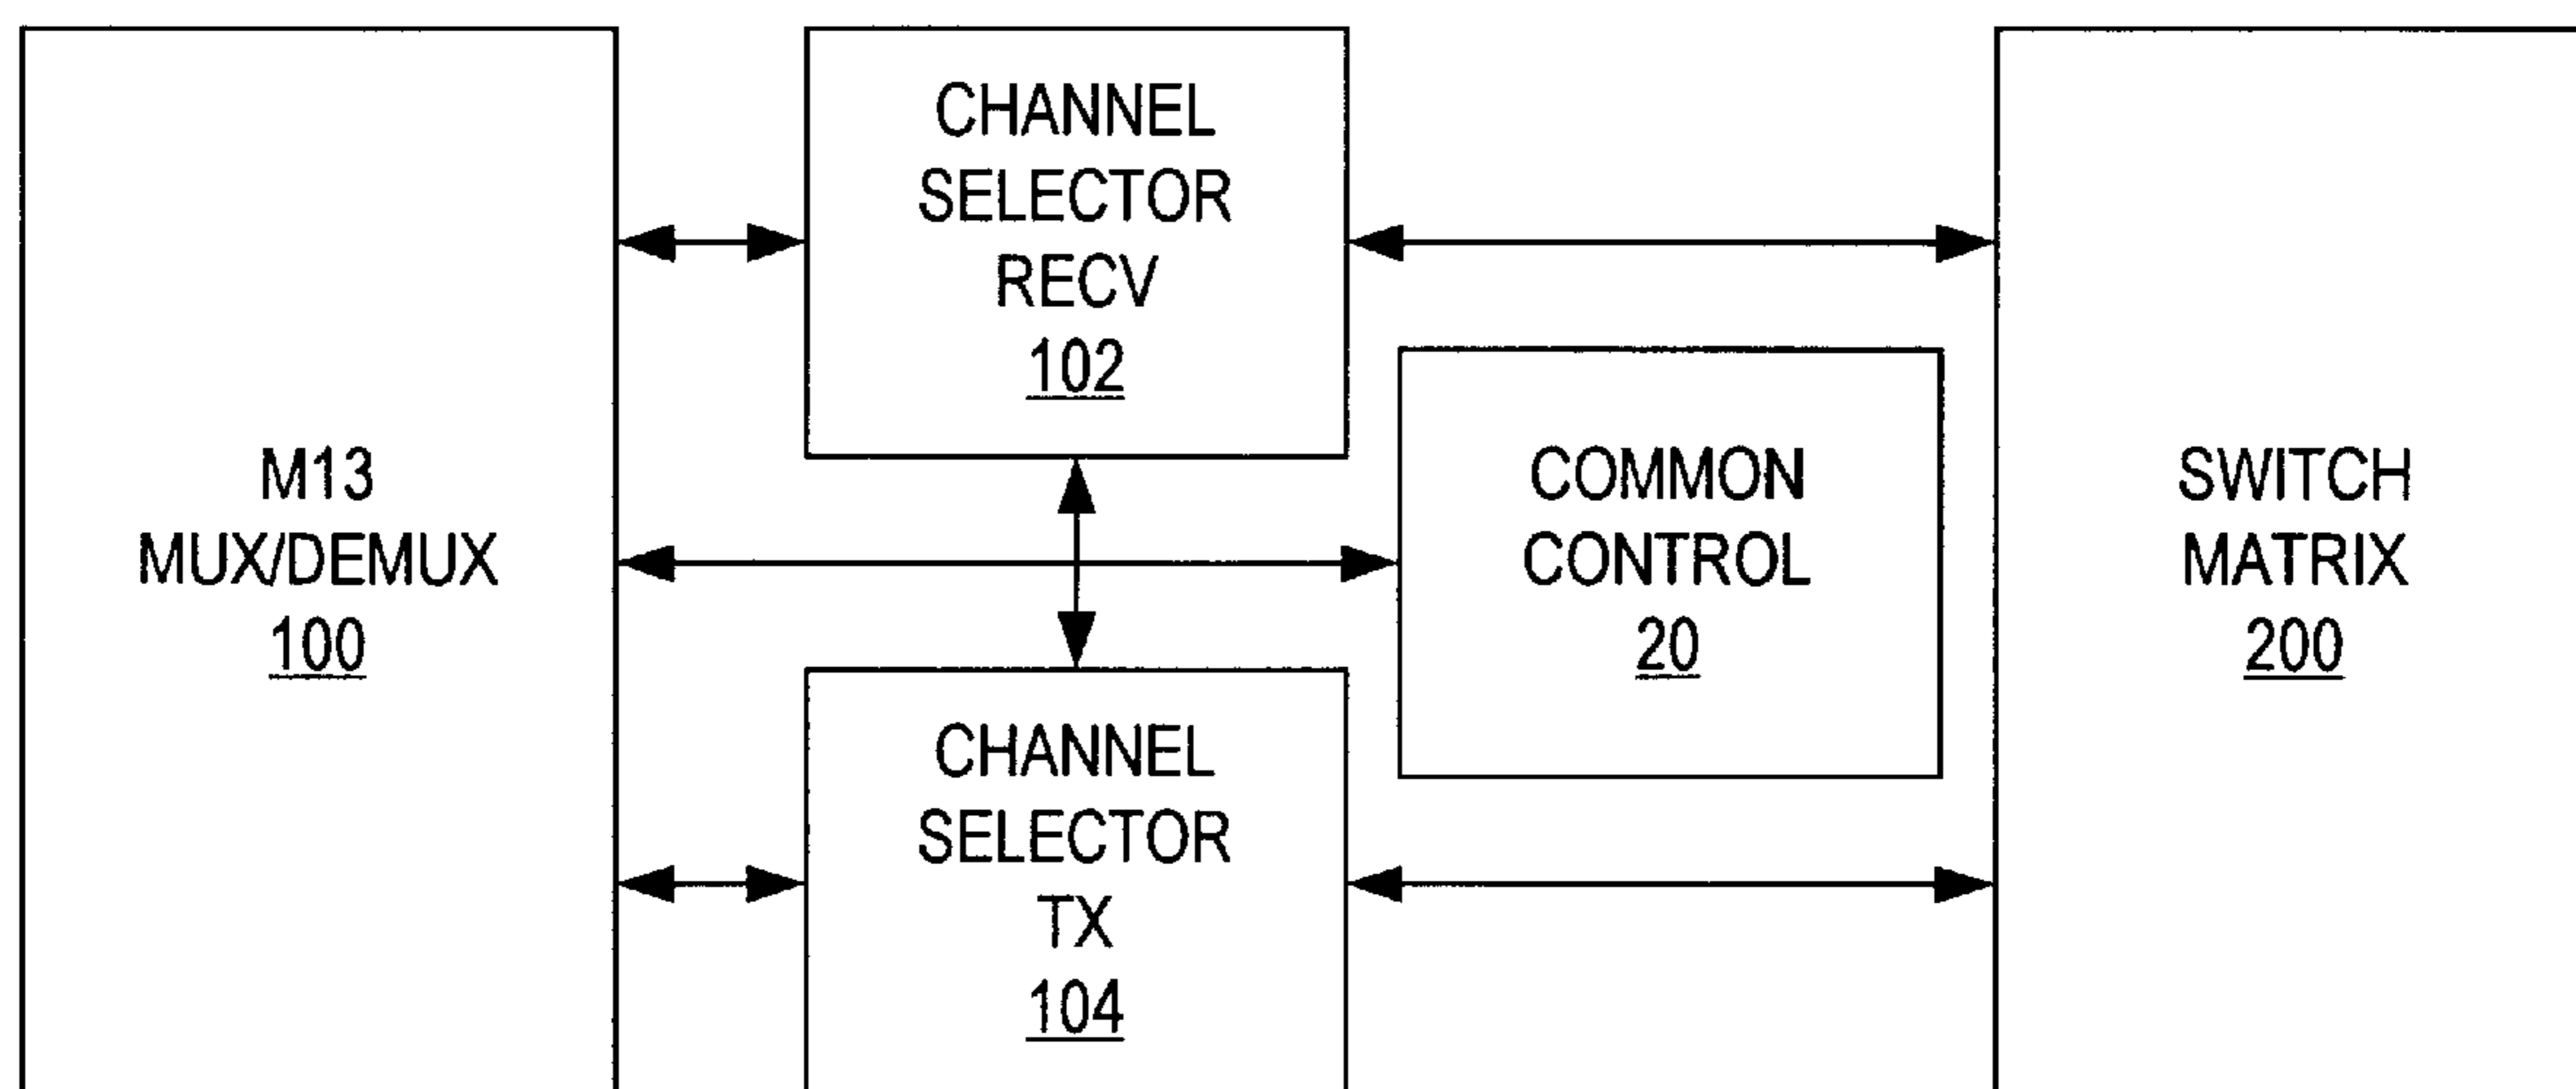 M13
MUX/DEMUX
100
CHANNEL
SELECTOR
RECV
102
COMMON
CONTROL
20
CHANNEL
SELECTOR
TX
104
SWITCH
MATRIX
200